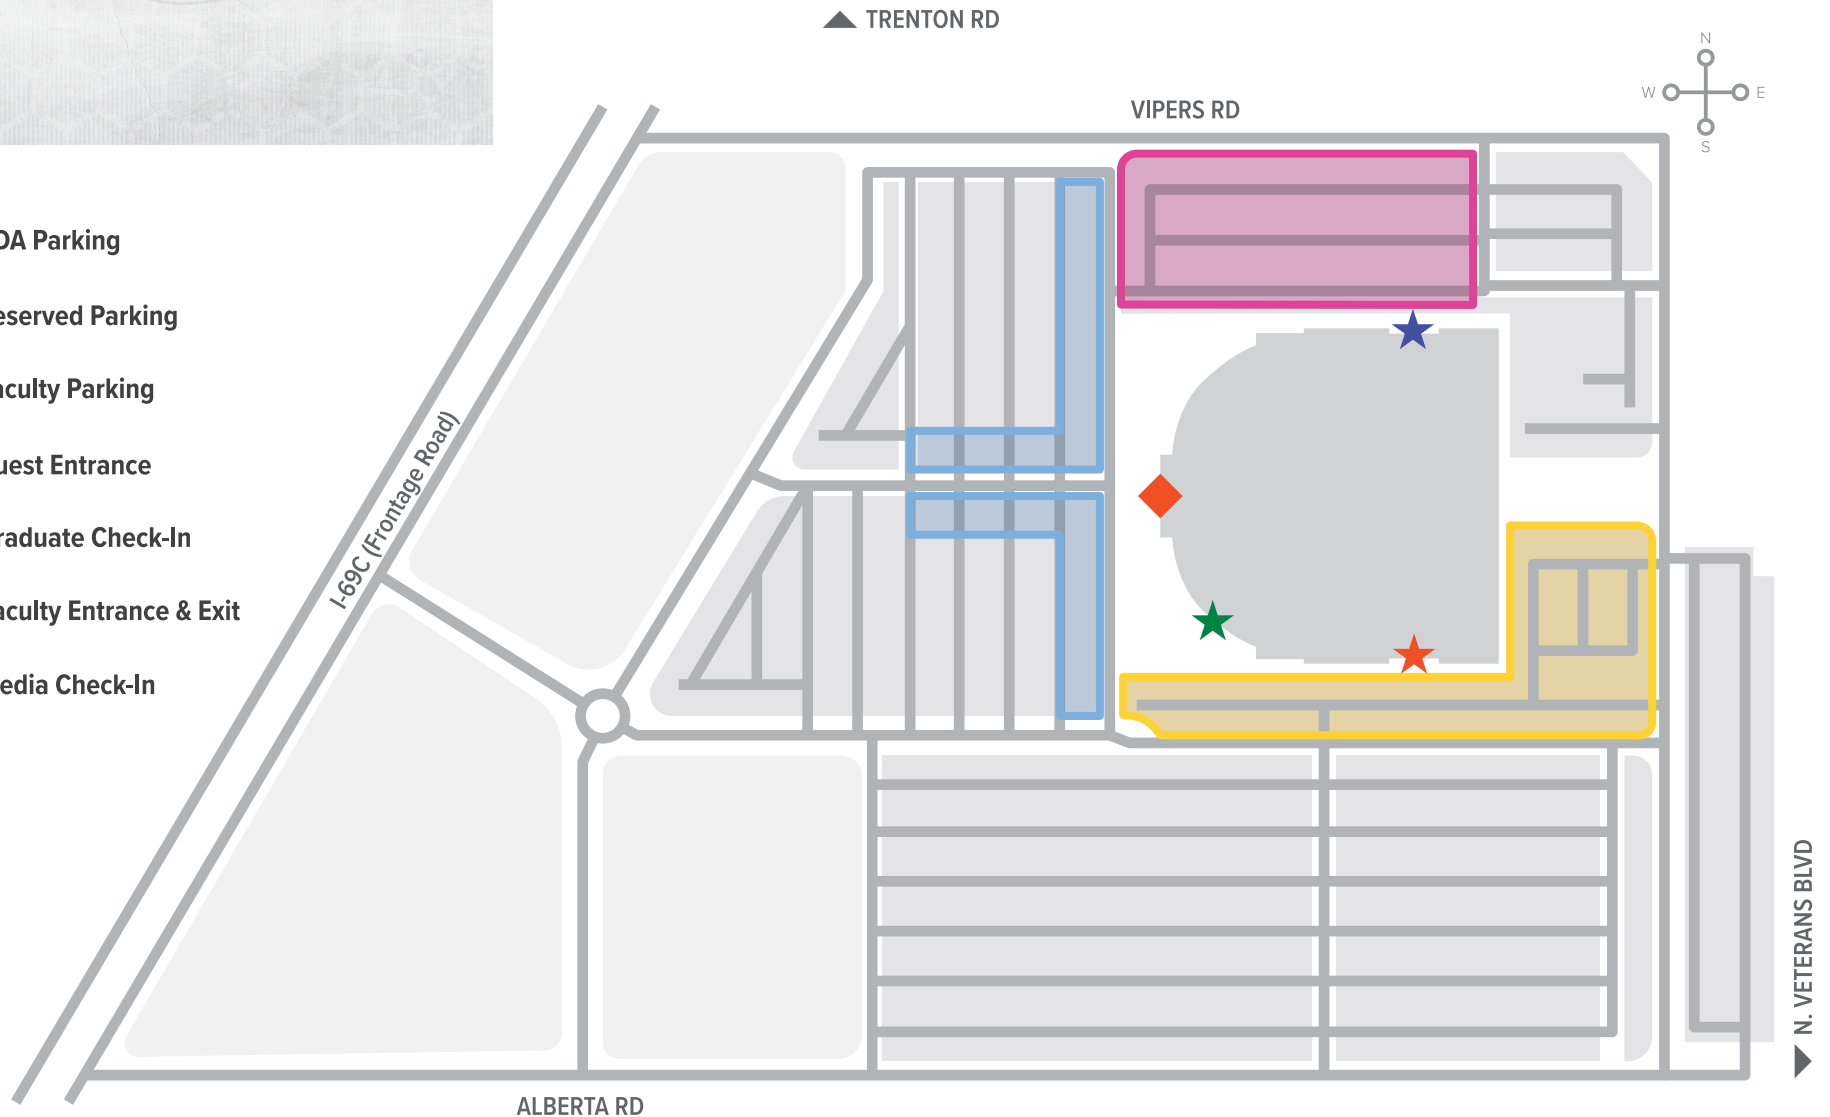 TRENTON RD
N
W E
S
VIPERS RD
DA Parking
eserved Parking
aculty Parking
uest Entrance
raduate Check-In
aculty Entrance & Exit
edia Check-In
I-69C (Frontage Road)
N. VETERANS BLVD
ALBERTA RD